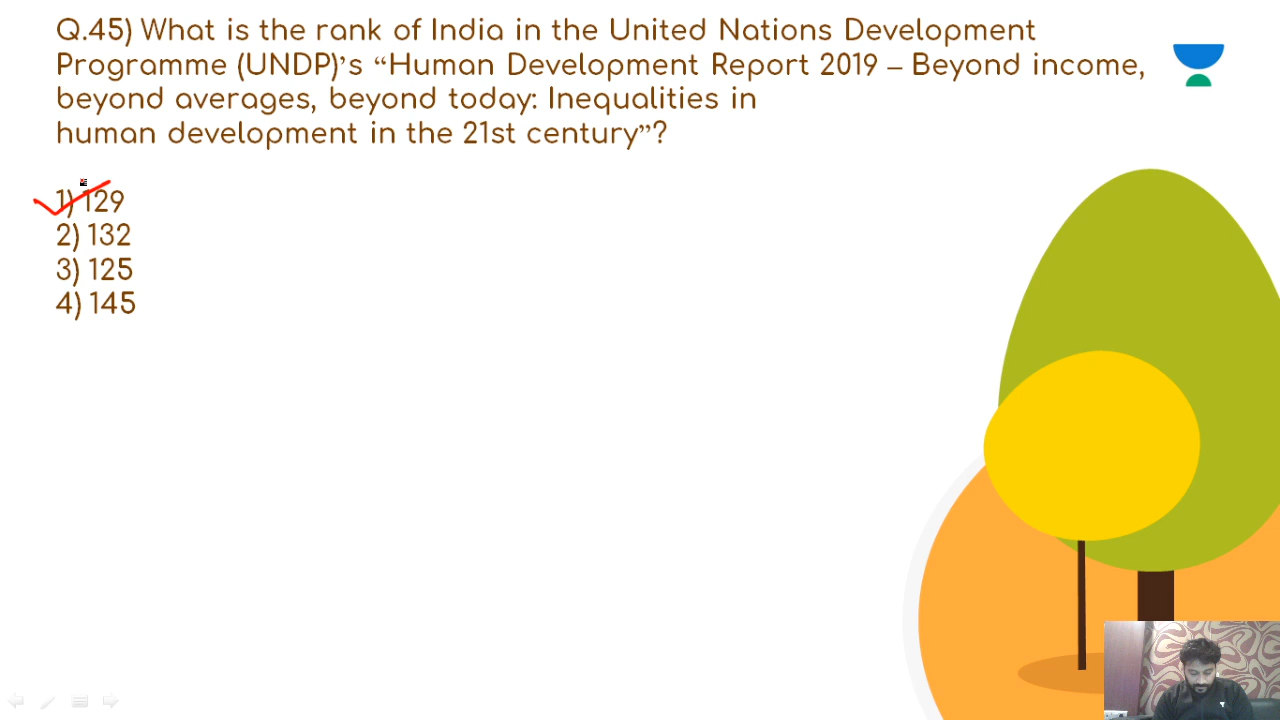 Q.45) What is the rank of India in the United Nations Development
Programme (UNDP)’s “Human Development Report 2019 – Beyond income,
beyond averages, beyond today: Inequalities in
human development in the 21st century”?
1) 129
2) 132
3) 125
4) 145